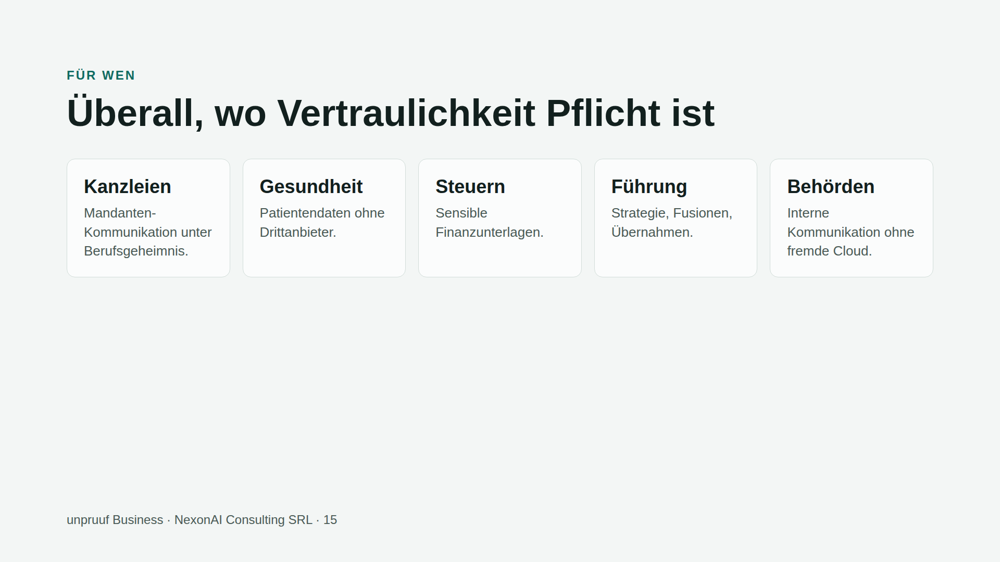 FÜR WEN
Überall, wo Vertraulichkeit Pflicht ist
Kanzleien
Mandanten-
Kommunikation unter
Berufsgeheimnis.
Gesundheit
Patientendaten ohne
Drittanbieter.
Steuern
Sensible
Finanzunterlagen.
Führung
Strategie, Fusionen,
Übernahmen.
Behörden
Interne
Kommunikation ohne
fremde Cloud.
unpruuf Business · NexonAI Consulting SRL · 15